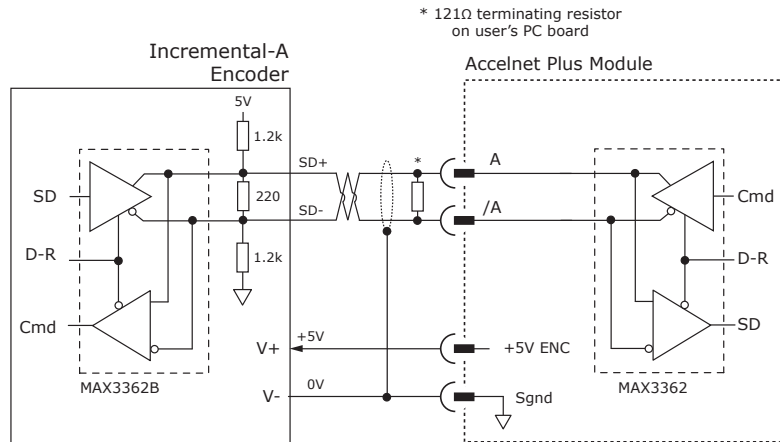 * 121Ω terminating resistor
on user's PC board
Incremental-A
Encoder
Accelnet Plus Module
5V
1.2k
SD+
*
A
SD
220
Cmd
SD-
/A
D-R
1.2k
D-R
Cmd
SD
MAX3362B
V+
+5V
+5V ENC
MAX3362
V-
0V
Sgnd